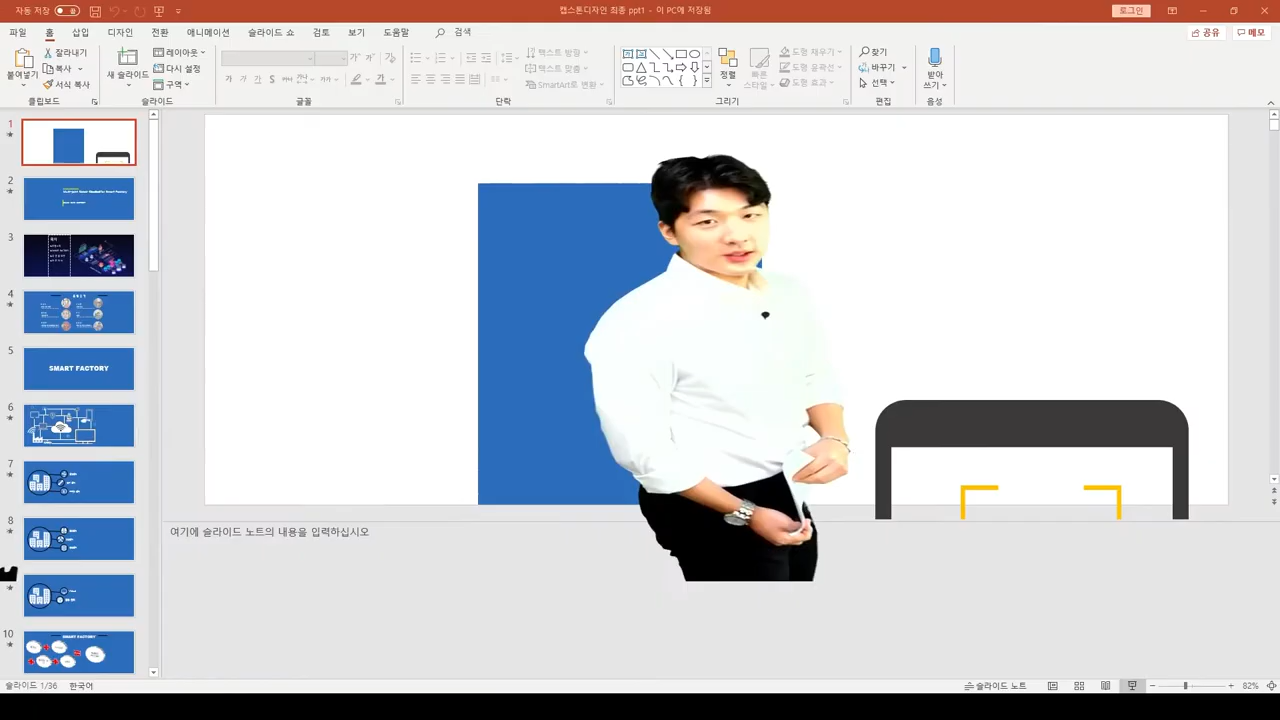 자동 저장
캡스톤디자인 최종 ppt1 - 이 PC에 저장됨
로그인
파일 홈 삽입 디자인 전환 애니메이션 슬라이드 쇼 검토 보기 도움말 검색
공유 메모
붙여넣기
잘라내기
복사
서식 복사
새 슬라이드
레이아웃
다시 설정
구역
텍스트 방향
텍스트 맞춤
SmartArt로 변환
정렬
빠른 스타일
도형 채우기
도형 윤곽선
도형 효과
찾기
바꾸기
선택
받아쓰기
클립보드 슬라이드 글꼴 단락 그리기 편집 음성
1
2
3
4
5
SMART FACTORY
6
7
8
10
SMART FACTORY
여기에 슬라이드 노트의 내용을 입력하십시오
슬라이드 1/36 한국어
슬라이드 노트
82%